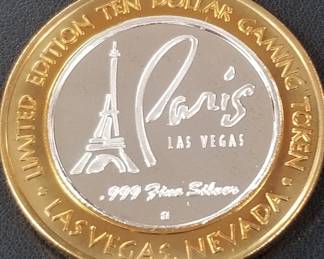 LIMITED EDITION TEN DOLLAR GAMING TOKEN
Paris
LAS VEGAS
.999 Fine Silver
LAS VEGAS, NEVADA